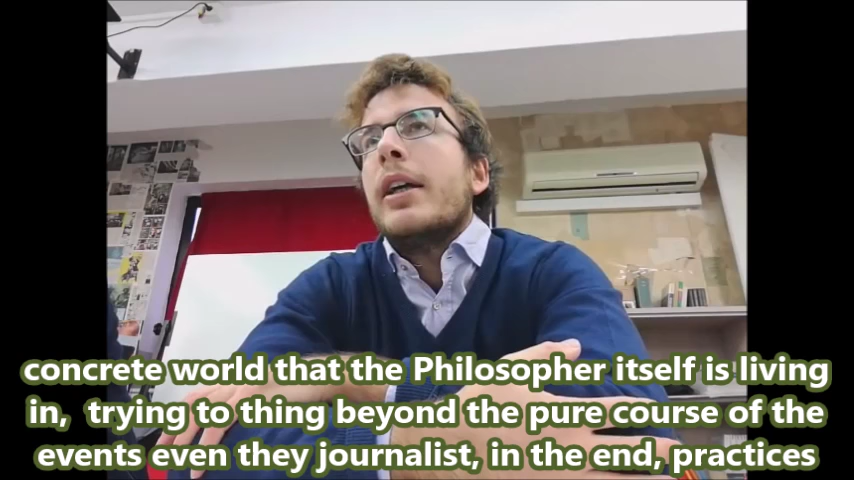 concrete world that the Philosopher itself is living
in, trying to thing beyond the pure course of the
events even they journalist, in the end, practices